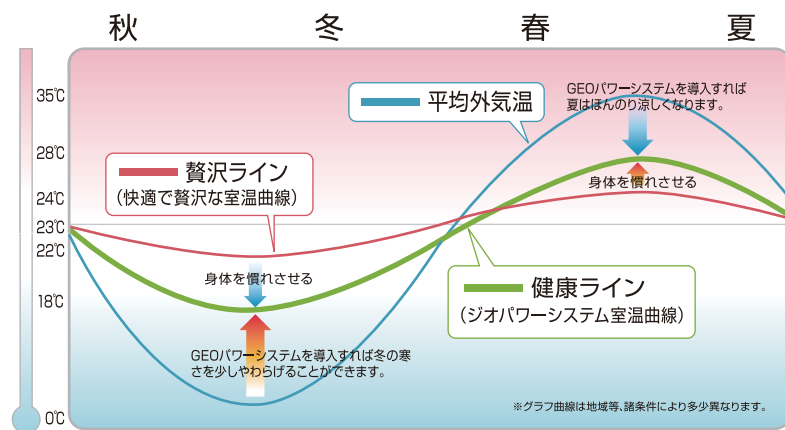 秋 冬 春 夏
35℃
28℃
24℃
23℃
22℃
18℃
0℃
平均外気温
GEOパワーシステムを導入すれば
夏はほんのり涼しくなります。
贅沢ライン
(快適で贅沢な室温曲線)
身体を慣れさせる
身体を慣れさせる
健康ライン
(ジオパワーシステム室温曲線)
GEOパワーシステムを導入すれば冬の寒
さを少しやわらげることができます。
※グラフ曲線は地域等、諸条件により多少異なります。